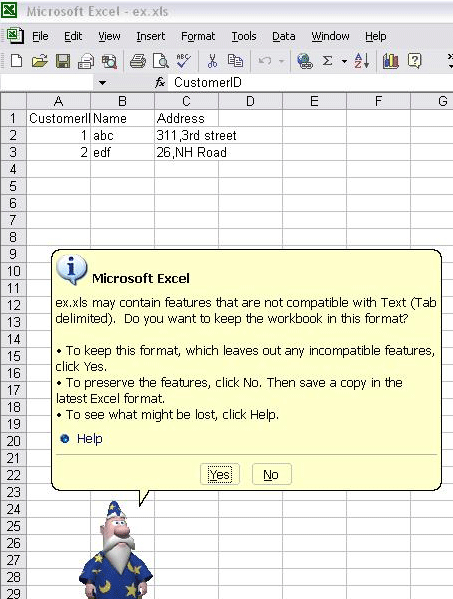 Microsoft Excel - ex.xls
File Edit View Insert Format Tools Data Window Help
fx CustomerID
A B C D E F G
1 CustomerI Name Address
2 1 abc 311,3rd street
3 2 edf 26,NH Road
4
5
6
7
8
9
10
11
12
13
14
15
16
17
18
19
20
21
22
23
24
25
26
27
28
29
Microsoft Excel
ex.xls may contain features that are not compatible with Text (Tab
delimited). Do you want to keep the workbook in this format?
• To keep this format, which leaves out any incompatible features,
click Yes.
• To preserve the features, click No. Then save a copy in the
latest Excel format.
• To see what might be lost, click Help.
Help
Yes No